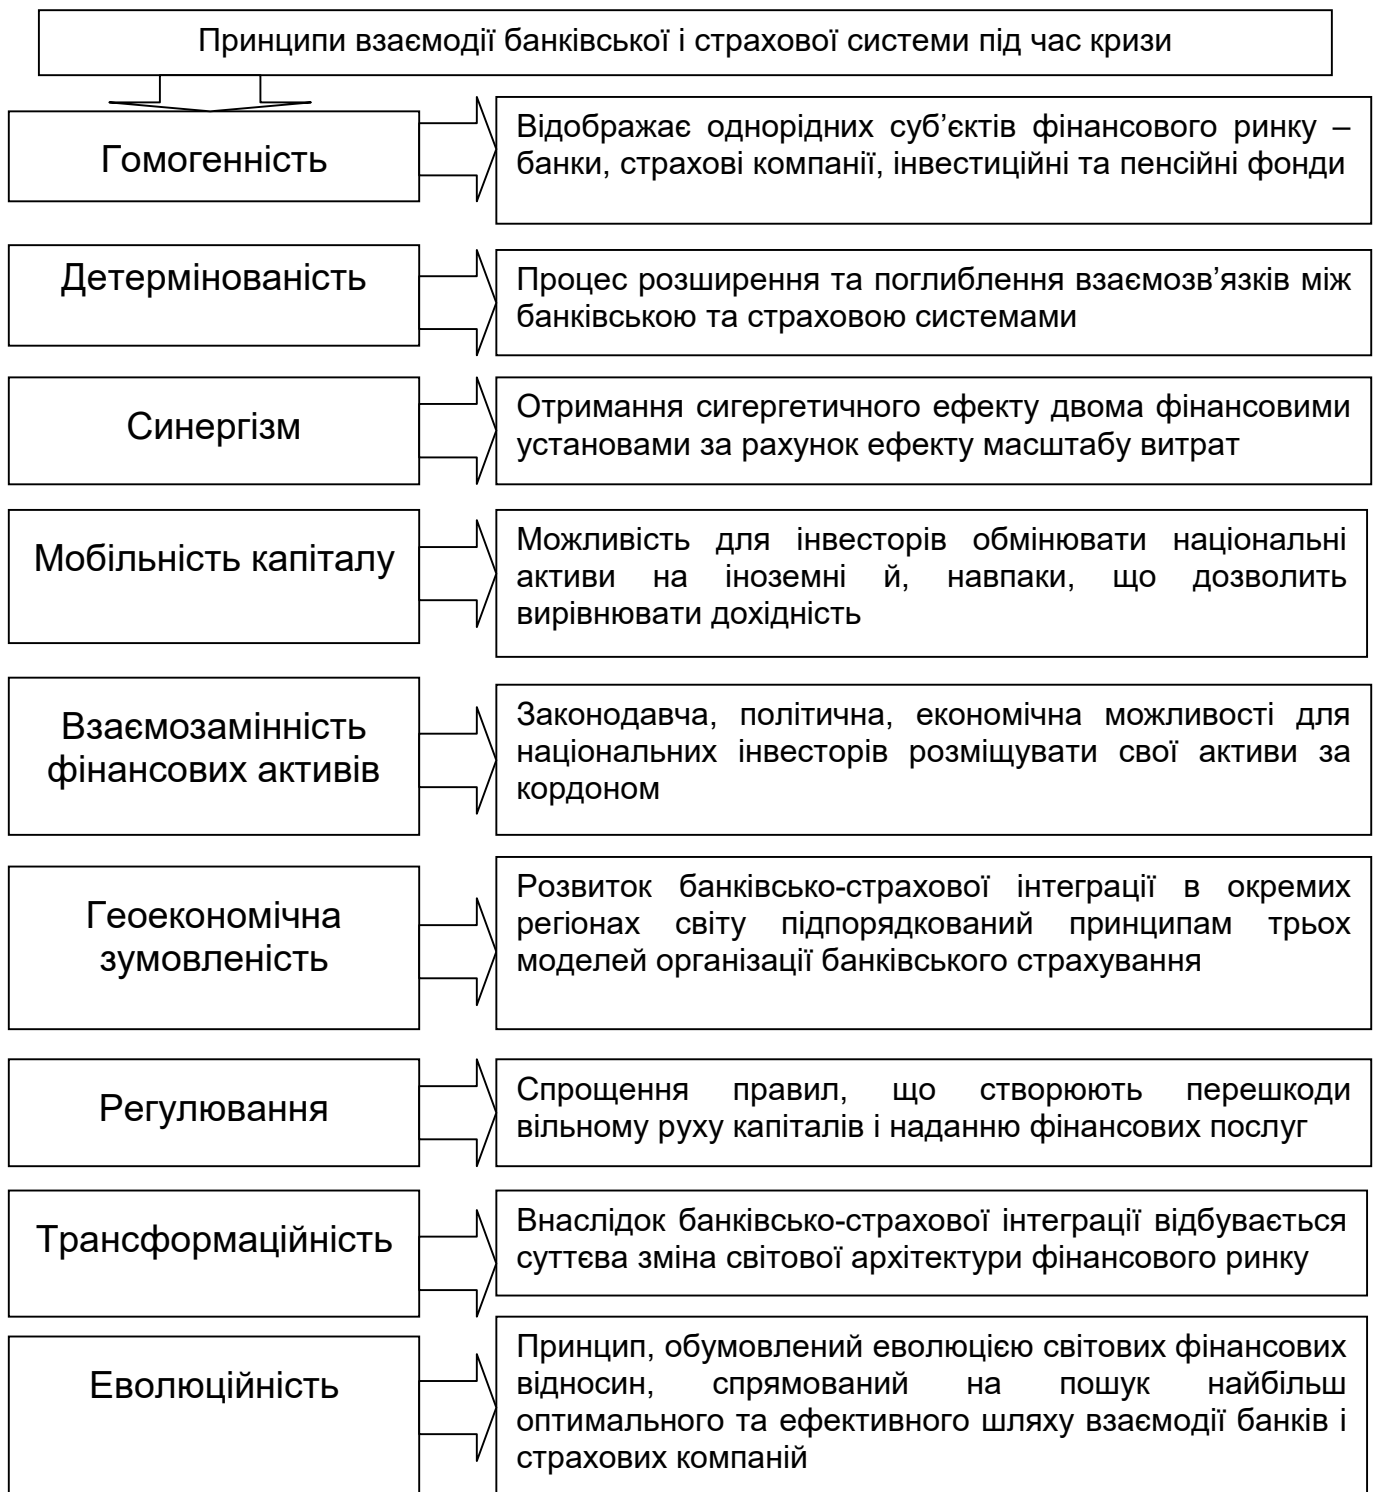 Принципи взаємодії банківської і страхової системи під час кризи
Гомогенність
Відображає однорідних суб’єктів фінансового ринку –
банки, страхові компанії, інвестиційні та пенсійні фонди
Детермінованість
Процес розширення та поглиблення взаємозв’язків між
банківською та страховою системами
Синергізм
Отримання сигергетичного ефекту двома фінансовими
установами за рахунок ефекту масштабу витрат
Мобільність капіталу
Можливість для інвесторів обмінювати національні
активи на іноземні й, навпаки, що дозволить
вирівнювати дохідність
Взаємозамінність
фінансових активів
Законодавча, політична, економічна можливості для
національних інвесторів розміщувати свої активи за
кордоном
Геоекономічна
зумовленість
Розвиток банківсько-страхової інтеграції в окремих
регіонах світу підпорядкований принципам трьох
моделей організації банківського страхування
Регулювання
Спрощення правил, що створюють перешкоди
вільному руху капіталів і наданню фінансових послуг
Трансформаційність
Внаслідок банківсько-страхової інтеграції відбувається
суттєва зміна світової архітектури фінансового ринку
Еволюційність
Принцип, обумовлений еволюцією світових фінансових
відносин, спрямований на пошук найбільш
оптимального та ефективного шляху взаємодії банків і
страхових компаній